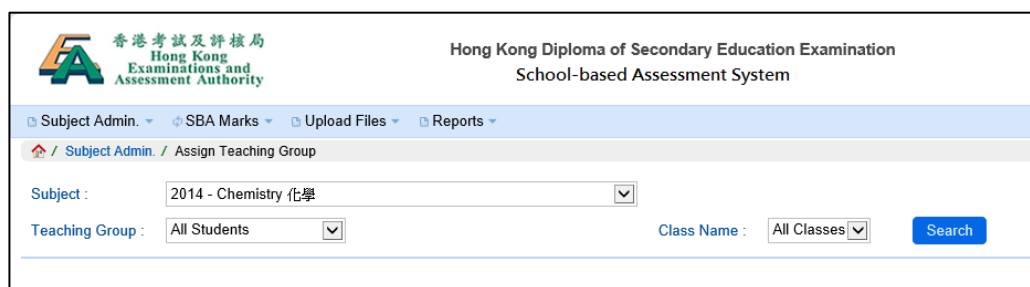 香港考試及評核局
Hong Kong
Examinations and
Assessment Authority
Hong Kong Diploma of Secondary Education Examination
School-based Assessment System
Subject Admin. SBA Marks Upload Files Reports
/ Subject Admin. / Assign Teaching Group
Subject : 2014 - Chemistry 化學
Teaching Group : All Students Class Name : All Classes Search